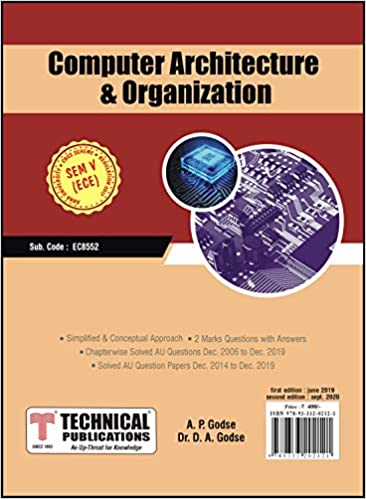 Computer Architecture
& Organization
SEM V
(ECE)
Sub. Code : EC8552
• Simplified & Conceptual Approach • 2 Marks Questions with Answers
• Chapterwise Solved AU Questions Dec. 2006 to Dec. 2019
• Solved AU Question Papers Dec. 2014 to Dec. 2019
first edition : june 2019
second edition : sept. 2020
TECHNICAL
PUBLICATIONS
SINCE 1993
An Up-Thrust for Knowledge
A. P. Godse
Dr. D. A. Godse